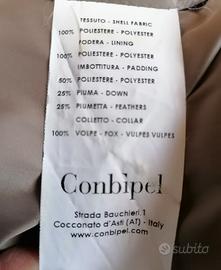 TESSUTO - SHELL FABRIC
100% POLIESTERE - POLYESTER
FODERA - LINING
100% POLIESTERE - POLYESTER
IMBOTTITURA - PADDING
50% POLIESTERE - POLYESTER
25% PIUMA - DOWN
25% PIUMETTA - FEATHERS
COLLETTO - COLLAR
100% VOLPE - FOX - VULPES VULPES
Conbipel
Strada Bauchieri,1
Cocconato d'Asti (AT) - Italy
www.conbipel.com
subito